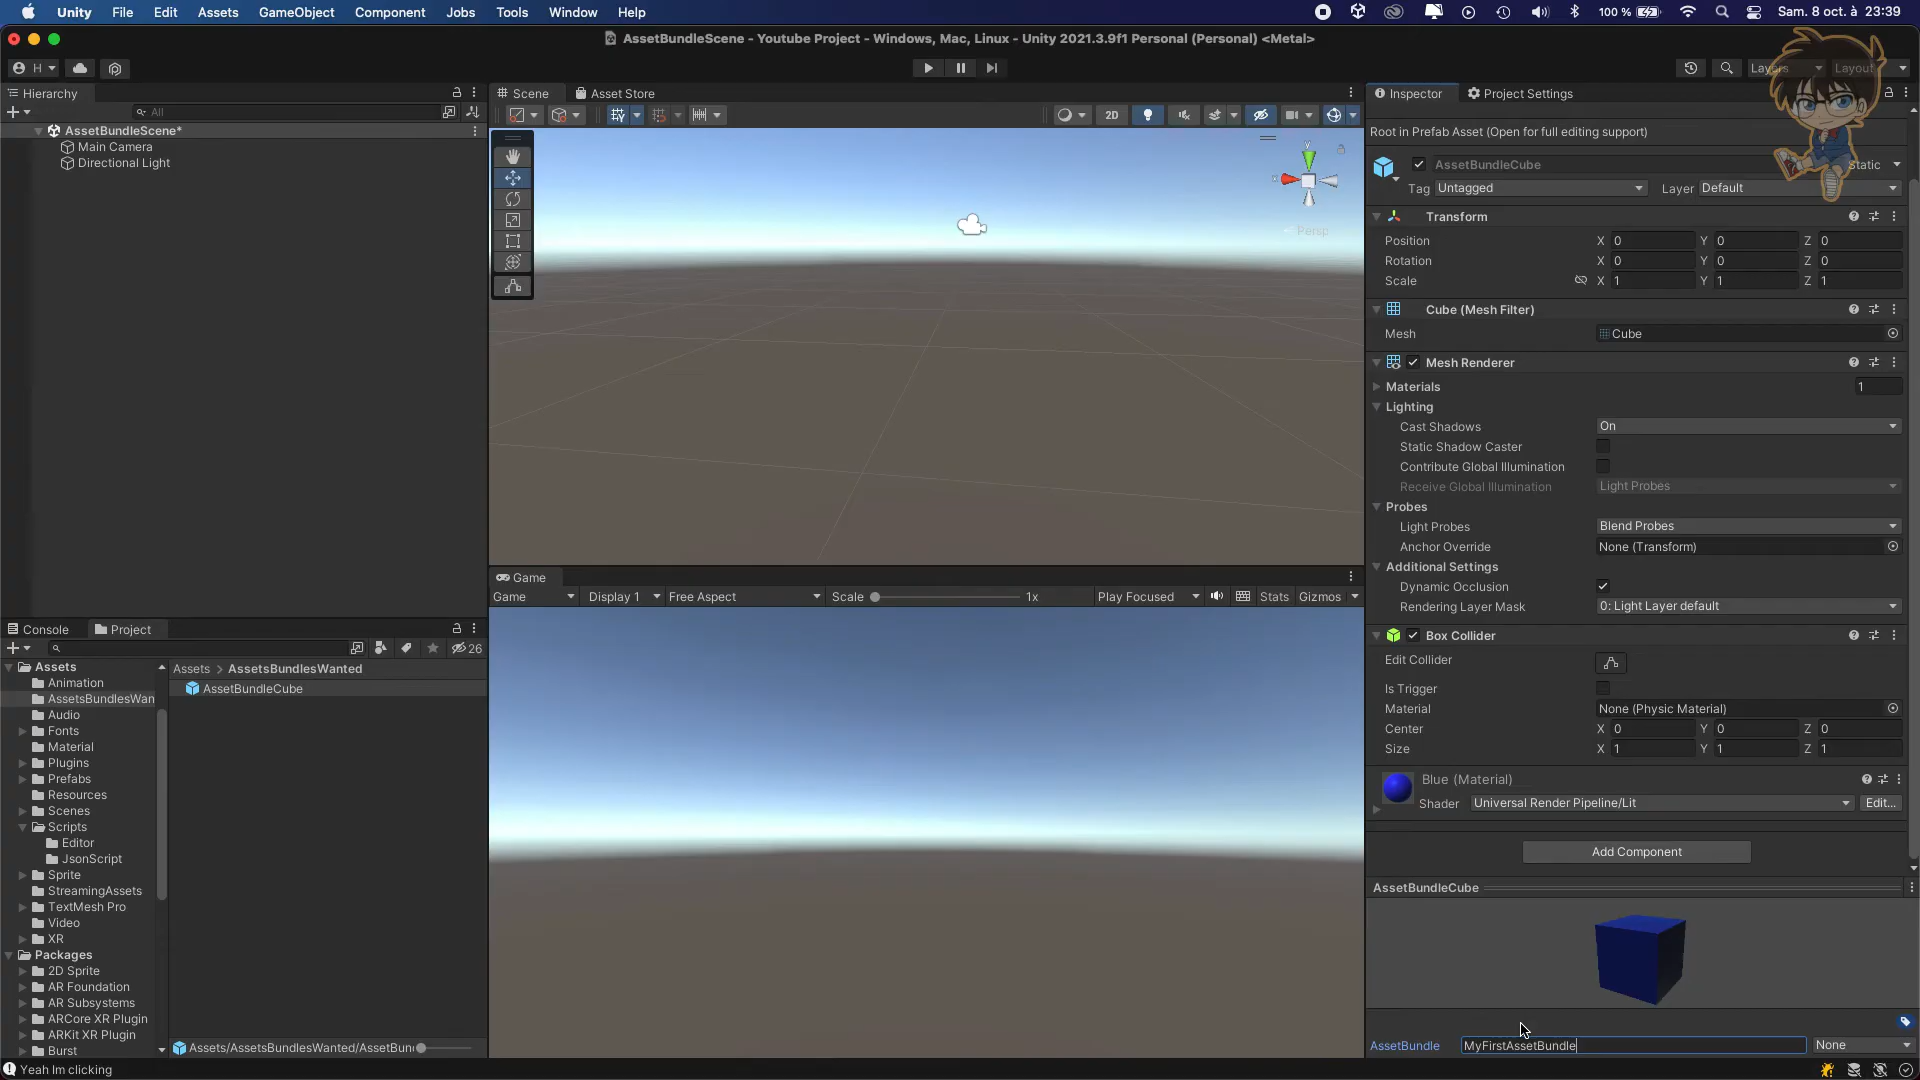 Unity File Edit Assets GameObject Component Jobs Tools Window Help 100 % Sam. 8 oct. à 23:39
AssetBundleScene - Youtube Project - Windows, Mac, Linux - Unity 2021.3.9f1 Personal (Personal) <Metal>
H Layers Layout
Hierarchy
All
AssetBundleScene*
Main Camera
Directional Light
Scene Asset Store
2D
Y
X
Persp
Game
Game Display 1 Free Aspect Scale 1x Play Focused Stats Gizmos
Console Project
26
Assets
Animation
AssetsBundlesWan
Audio
Fonts
Material
Plugins
Prefabs
Resources
Scenes
Scripts
Editor
JsonScript
Sprite
StreamingAssets
TextMesh Pro
Video
XR
Packages
2D Sprite
AR Foundation
AR Subsystems
ARCore XR Plugin
ARKit XR Plugin
Burst
Assets > AssetsBundlesWanted
AssetBundleCube
Assets/AssetsBundlesWanted/AssetBun
Yeah Im clicking
Inspector Project Settings
Root in Prefab Asset (Open for full editing support)
AssetBundleCube Static
Tag Untagged Layer Default
Transform
Position X 0 Y 0 Z 0
Rotation X 0 Y 0 Z 0
Scale X 1 Y 1 Z 1
Cube (Mesh Filter)
Mesh Cube
Mesh Renderer
Materials 1
Lighting
Cast Shadows On
Static Shadow Caster
Contribute Global Illumination
Receive Global Illumination Light Probes
Probes
Light Probes Blend Probes
Anchor Override None (Transform)
Additional Settings
Dynamic Occlusion
Rendering Layer Mask 0: Light Layer default
Box Collider
Edit Collider
Is Trigger
Material None (Physic Material)
Center X 0 Y 0 Z 0
Size X 1 Y 1 Z 1
Blue (Material)
Shader Universal Render Pipeline/Lit Edit...
Add Component
AssetBundleCube
AssetBundle MyFirstAssetBundle None